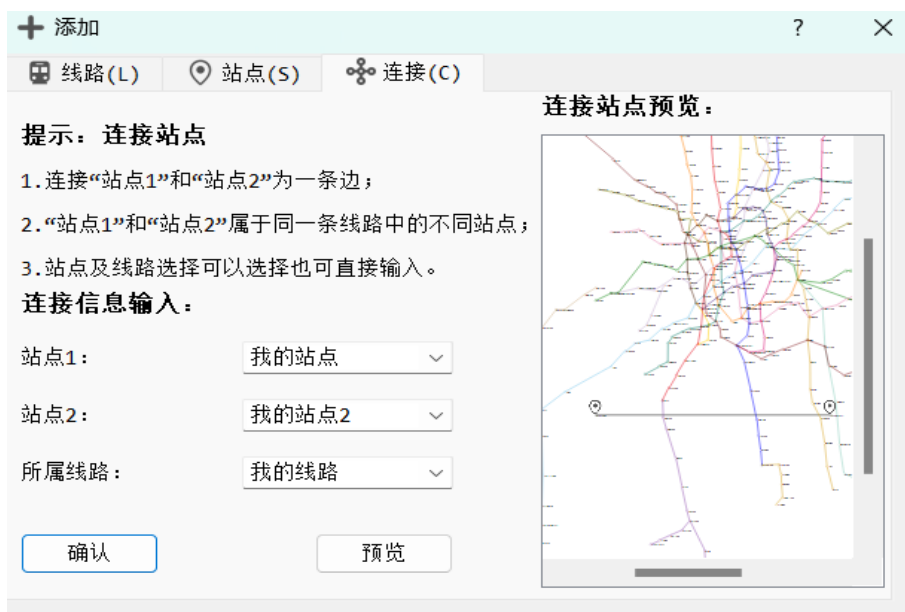 添加
?
线路(L)
站点(S)
连接(C)
提示：连接站点
1.连接“站点1”和“站点2”为一条边；
2.“站点1”和“站点2”属于同一条线路中的不同站点；
3.站点及线路选择可以选择也可直接输入。
连接信息输入：
站点1： 我的站点
站点2： 我的站点2
所属线路： 我的线路
确认
预览
连接站点预览：